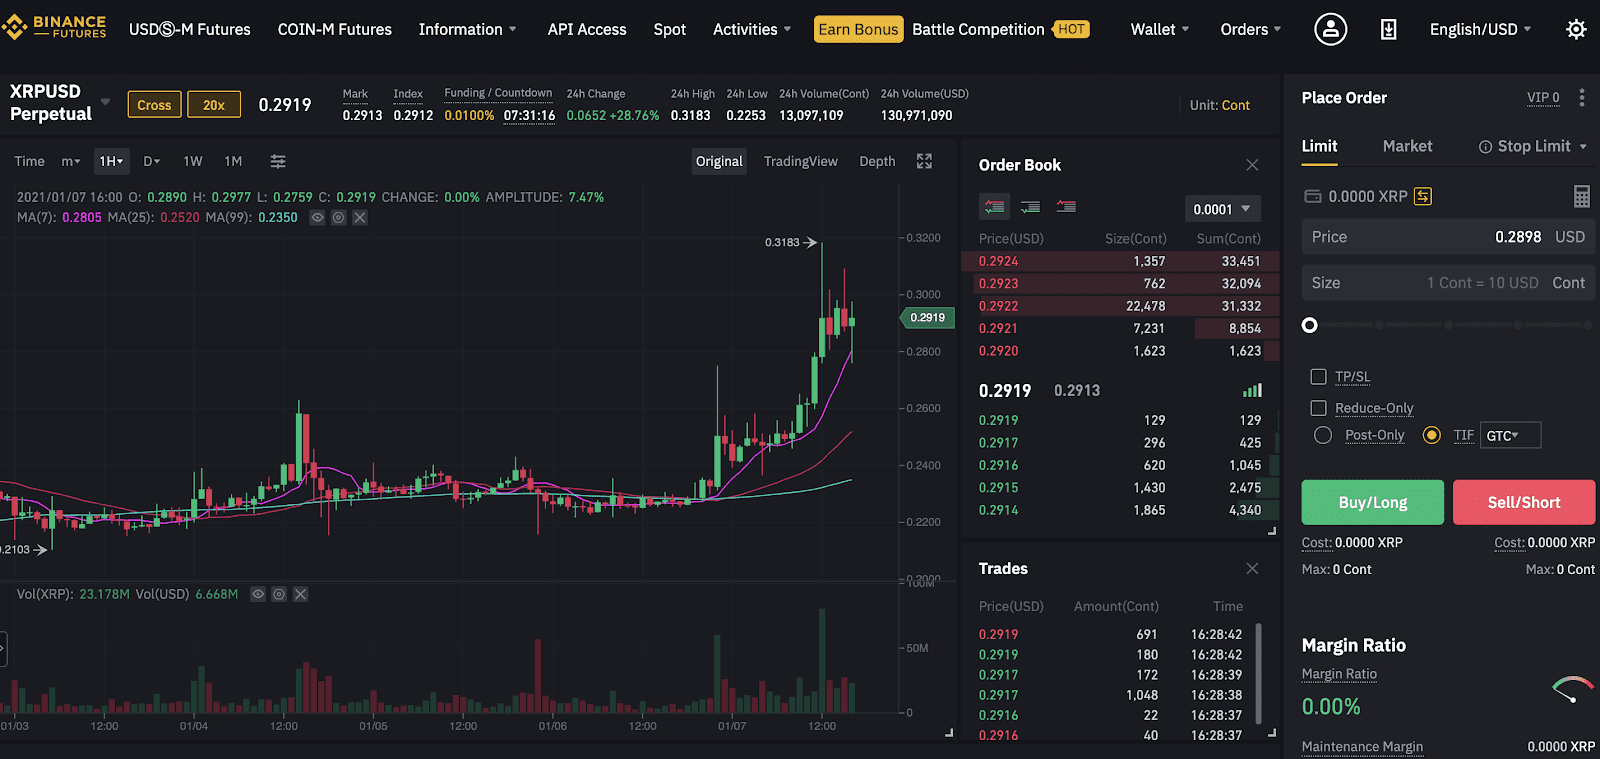 BINANCE FUTURES USDⓈ-M Futures COIN-M Futures Information API Access Spot Activities Earn Bonus Battle Competition HOT Wallet Orders English/USD
XRPUSD Perpetual Cross 20x 0.2919
Mark Index Funding / Countdown 24h Change 24h High 24h Low 24h Volume(Cont) 24h Volume(USD)
0.2913 0.2912 0.0100% 07:31:16 0.0652 +28.76% 0.3183 0.2253 13,097,109 130,971,090
Unit: Cont
Time m 1H D 1W 1M Original TradingView Depth
2021/01/07 16:00 O: 0.2890 H: 0.2977 L: 0.2759 C: 0.2919 CHANGE: 0.00% AMPLITUDE: 7.47%
MA(7): 0.2805 MA(25): 0.2520 MA(99): 0.2350
0.3183
0.3200
0.3000
0.2919
0.2800
0.2600
0.2400
0.2200
0.2000
0.2103
Vol(XRP): 23.178M Vol(USD) 6.668M
100M
50M
0
01/03 12:00 01/04 12:00 01/05 12:00 01/06 12:00 01/07 12:00
Order Book
0.0001
Price(USD) Size(Cont) Sum(Cont)
0.2924 1,357 33,451
0.2923 762 32,094
0.2922 22,478 31,332
0.2921 7,231 8,854
0.2920 1,623 1,623
0.2919 0.2913
0.2919 129 129
0.2917 296 425
0.2916 620 1,045
0.2915 1,430 2,475
0.2914 1,865 4,340
Trades
Price(USD) Amount(Cont) Time
0.2919 691 16:28:42
0.2919 180 16:28:42
0.2917 172 16:28:39
0.2917 1,048 16:28:38
0.2916 22 16:28:37
0.2916 40 16:28:37
Place Order VIP 0
Limit Market Stop Limit
0.0000 XRP
Price 0.2898 USD
Size 1 Cont = 10 USD Cont
TP/SL
Reduce-Only
Post-Only TIF GTC
Buy/Long Sell/Short
Cost: 0.0000 XRP Cost: 0.0000 XRP
Max: 0 Cont Max: 0 Cont
Margin Ratio
Margin Ratio
0.00%
Maintenance Margin 0.0000 XRP